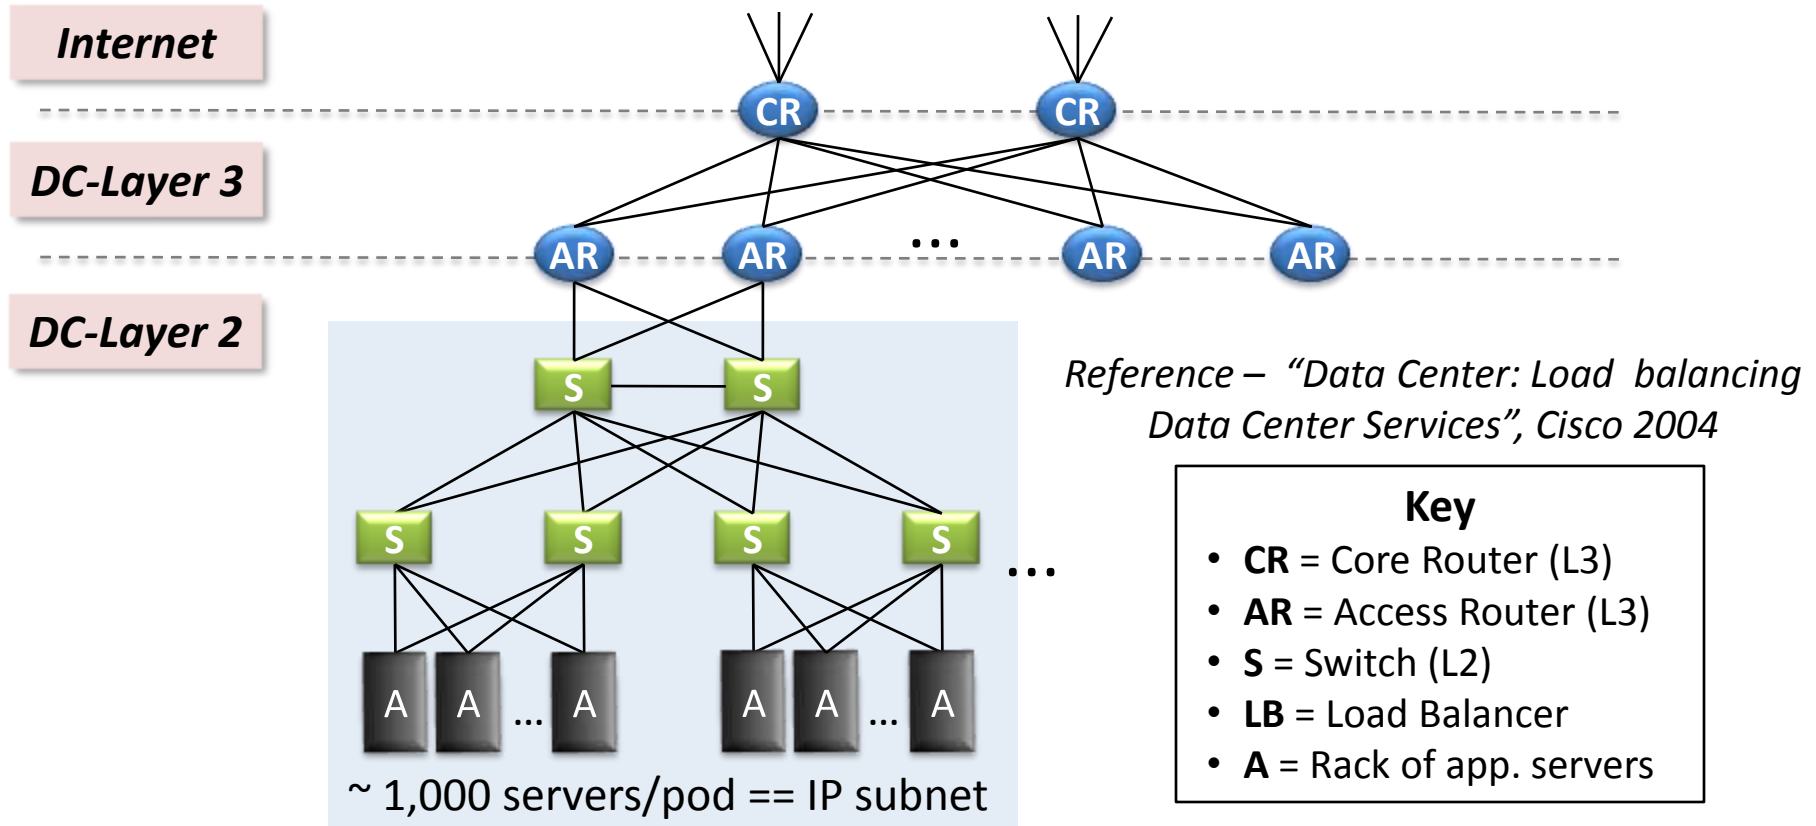 Internet
CR CR
DC-Layer 3
AR AR ... AR AR
DC-Layer 2
S S
Reference – “Data Center: Load balancing
Data Center Services”, Cisco 2004
S S S S ...
A A ... A A A ... A
~ 1,000 servers/pod == IP subnet
Key
• CR = Core Router (L3)
• AR = Access Router (L3)
• S = Switch (L2)
• LB = Load Balancer
• A = Rack of app. servers